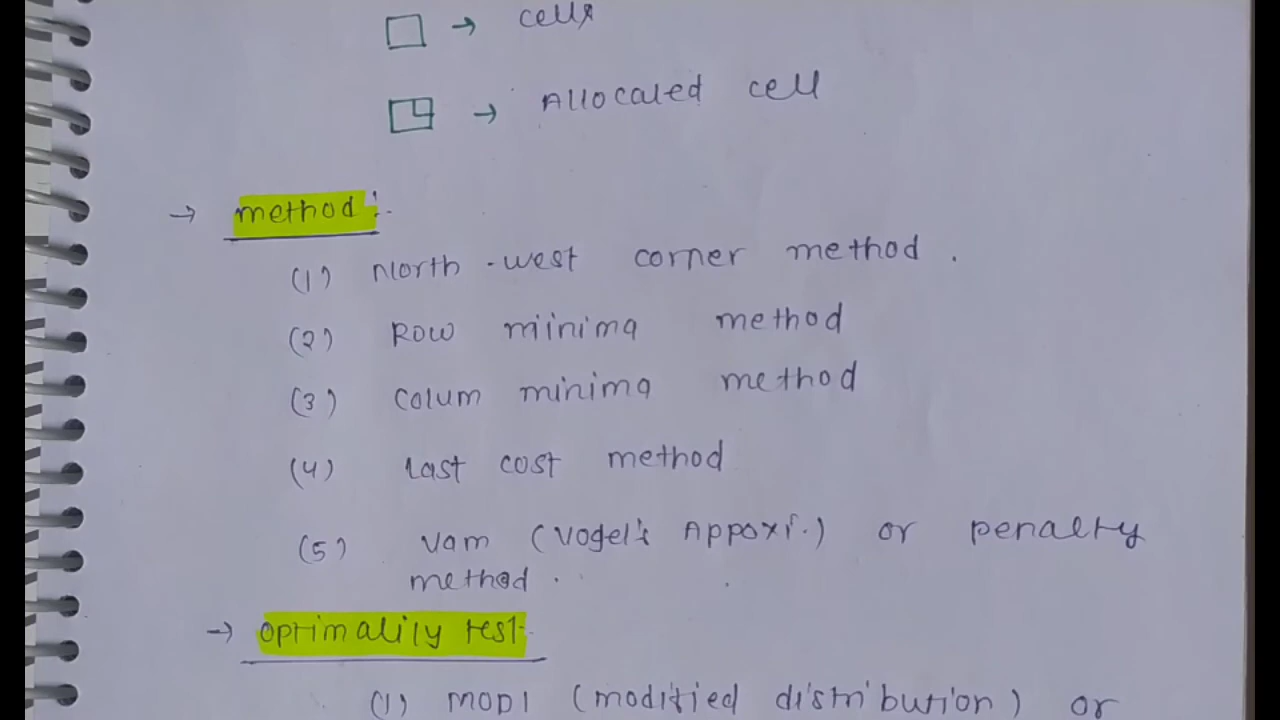 □ → cells
→ Allocated cell
→ method :-
(1) North-west corner method.
(2) Row miinima method
(3) Colum minima method
(4) Last cost method
(5) Vam (Vogel's Appoxi.) or penalty
method.
→ Optimality test-
(1) MODI (modified distribution) or